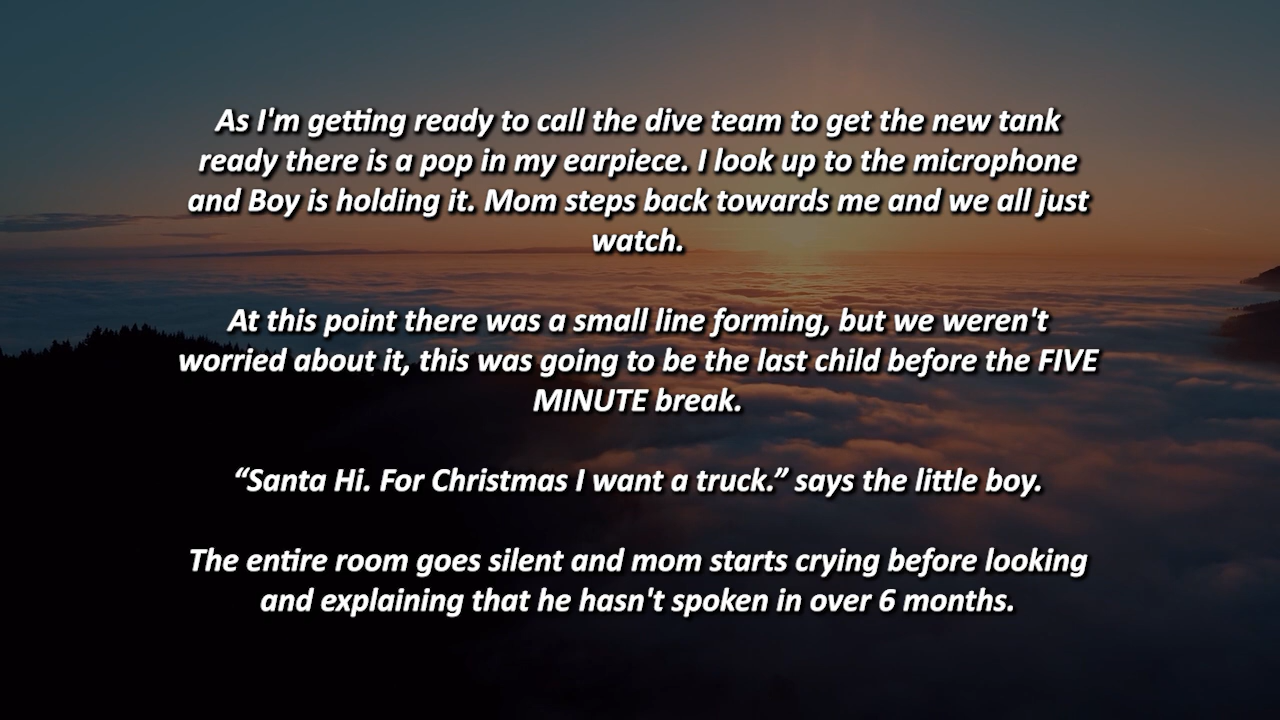 As I'm getting ready to call the dive team to get the new tank
ready there is a pop in my earpiece. I look up to the microphone
and Boy is holding it. Mom steps back towards me and we all just
watch.
At this point there was a small line forming, but we weren't
worried about it, this was going to be the last child before the FIVE
MINUTE break.
“Santa Hi. For Christmas I want a truck.” says the little boy.
The entire room goes silent and mom starts crying before looking
and explaining that he hasn't spoken in over 6 months.